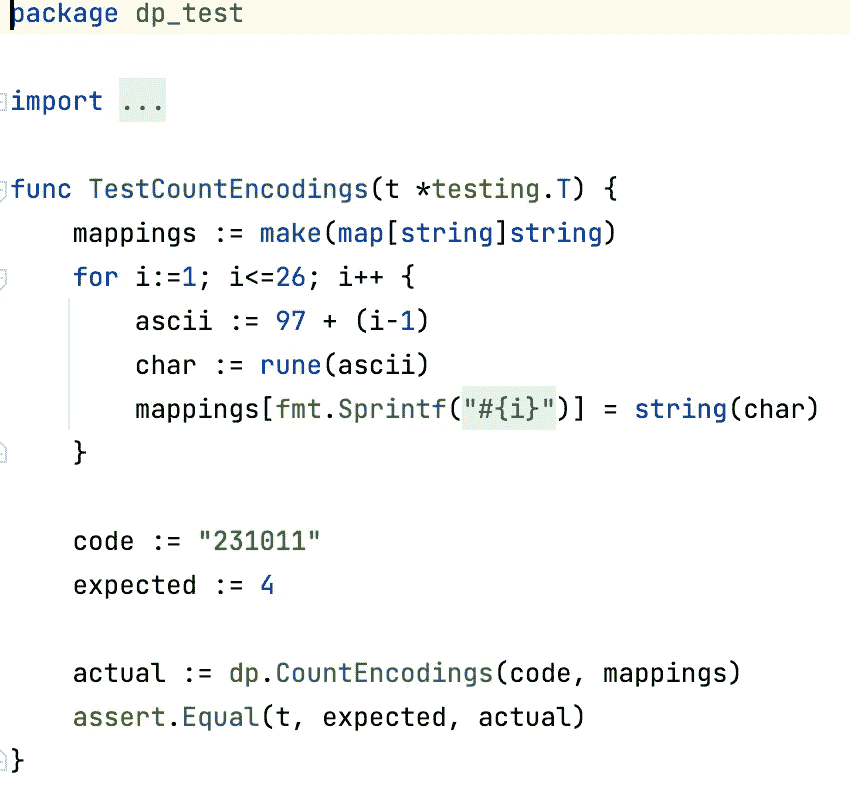 package dp_test
import ...
func TestCountEncodings(t *testing.T) {
mappings := make(map[string]string)
for i:=1; i<=26; i++ {
ascii := 97 + (i-1)
char := rune(ascii)
mappings[fmt.Sprintf("#{i}")] = string(char)
}
code := "231011"
expected := 4
actual := dp.CountEncodings(code, mappings)
assert.Equal(t, expected, actual)
}